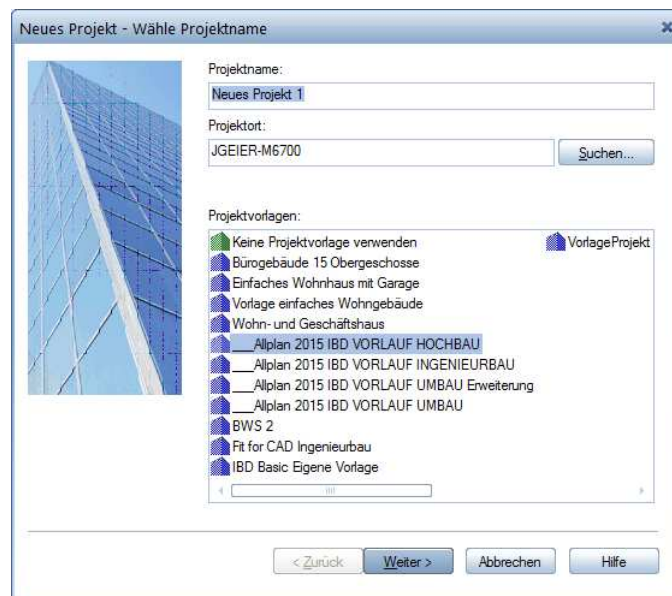 Neues Projekt - Wähle Projektname
Projektname:
Neues Projekt 1
Projektort:
JGEIER-M6700
Suchen...
Projektvorlagen:
Keine Projektvorlage verwenden
Bürogebäude 15 Obergeschosse
Einfaches Wohnhaus mit Garage
Vorlage einfaches Wohngebäude
Wohn- und Geschäftshaus
___Allplan 2015 IBD VORLAUF HOCHBAU
___Allplan 2015 IBD VORLAUF INGENIEURBAU
___Allplan 2015 IBD VORLAUF UMBAU Erweiterung
___Allplan 2015 IBD VORLAUF UMBAU
BWS 2
Fit for CAD Ingenieurbau
IBD Basic Eigene Vorlage
VorlageProjekt
< Zurück
Weiter >
Abbrechen
Hilfe